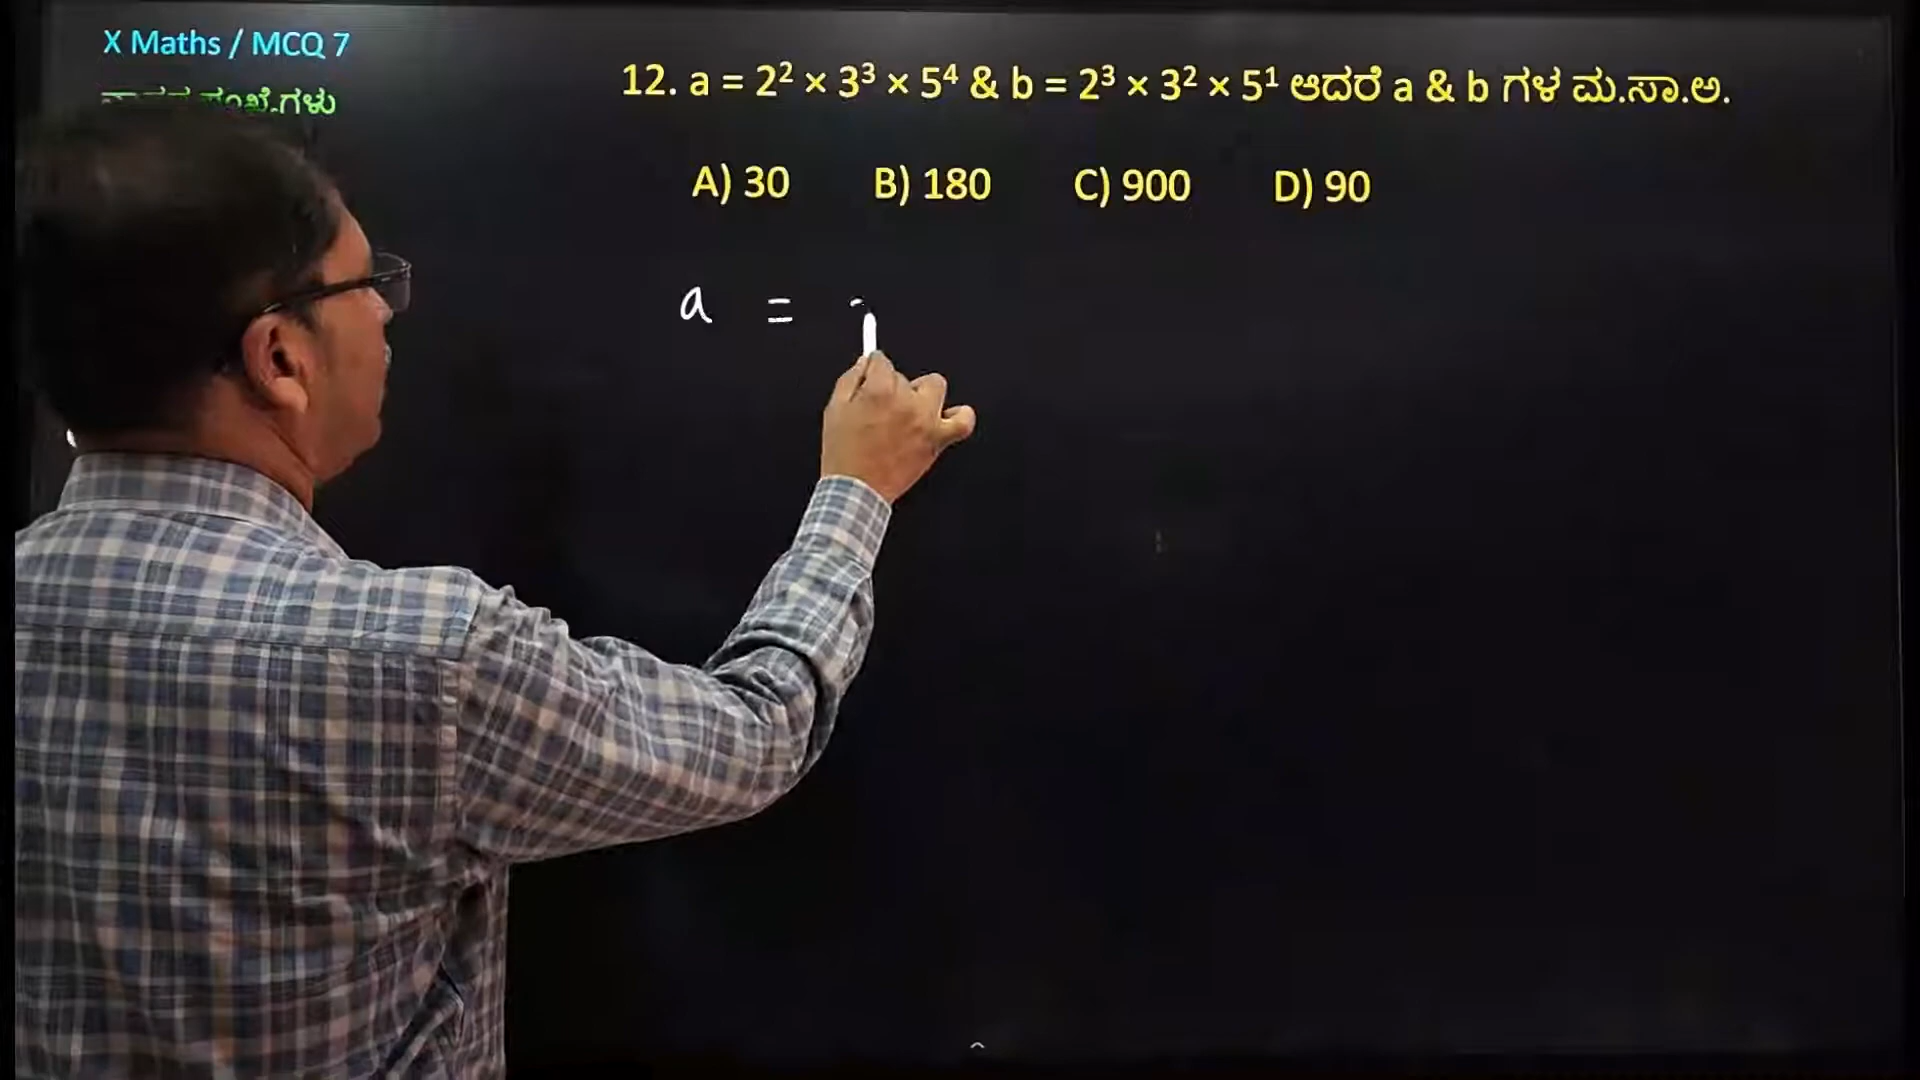 X Maths / MCQ 7
12. a = 2² × 3³ × 5⁴ & b = 2³ × 3² × 5¹ ಆದರೆ a & b ಗಳ ಮ.ಸಾ.ಅ.
A) 30 B) 180 C) 900 D) 90
a =